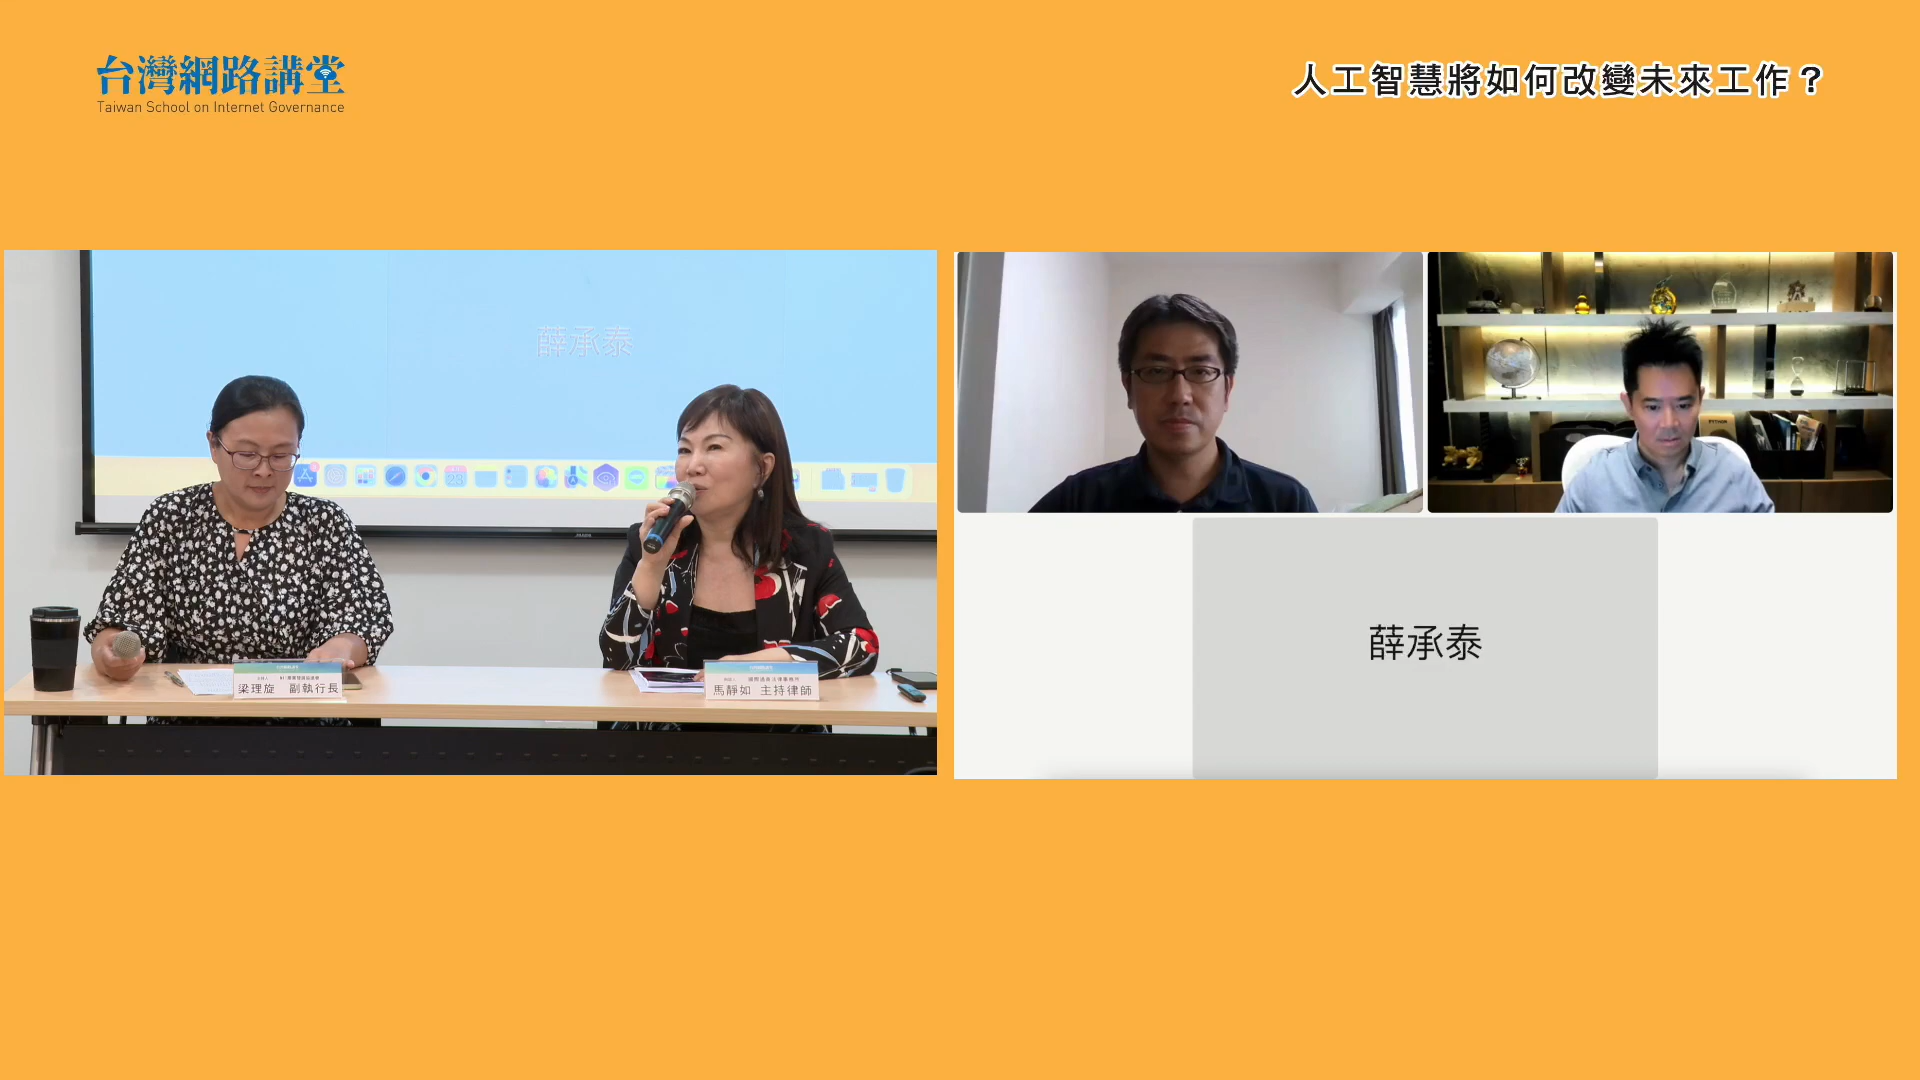 台灣網路講堂
Taiwan School on Internet Governance
人工智慧將如何改變未來工作？
薛承泰
梁理旋 副執行長
馬靜如 主持律師
薛承泰